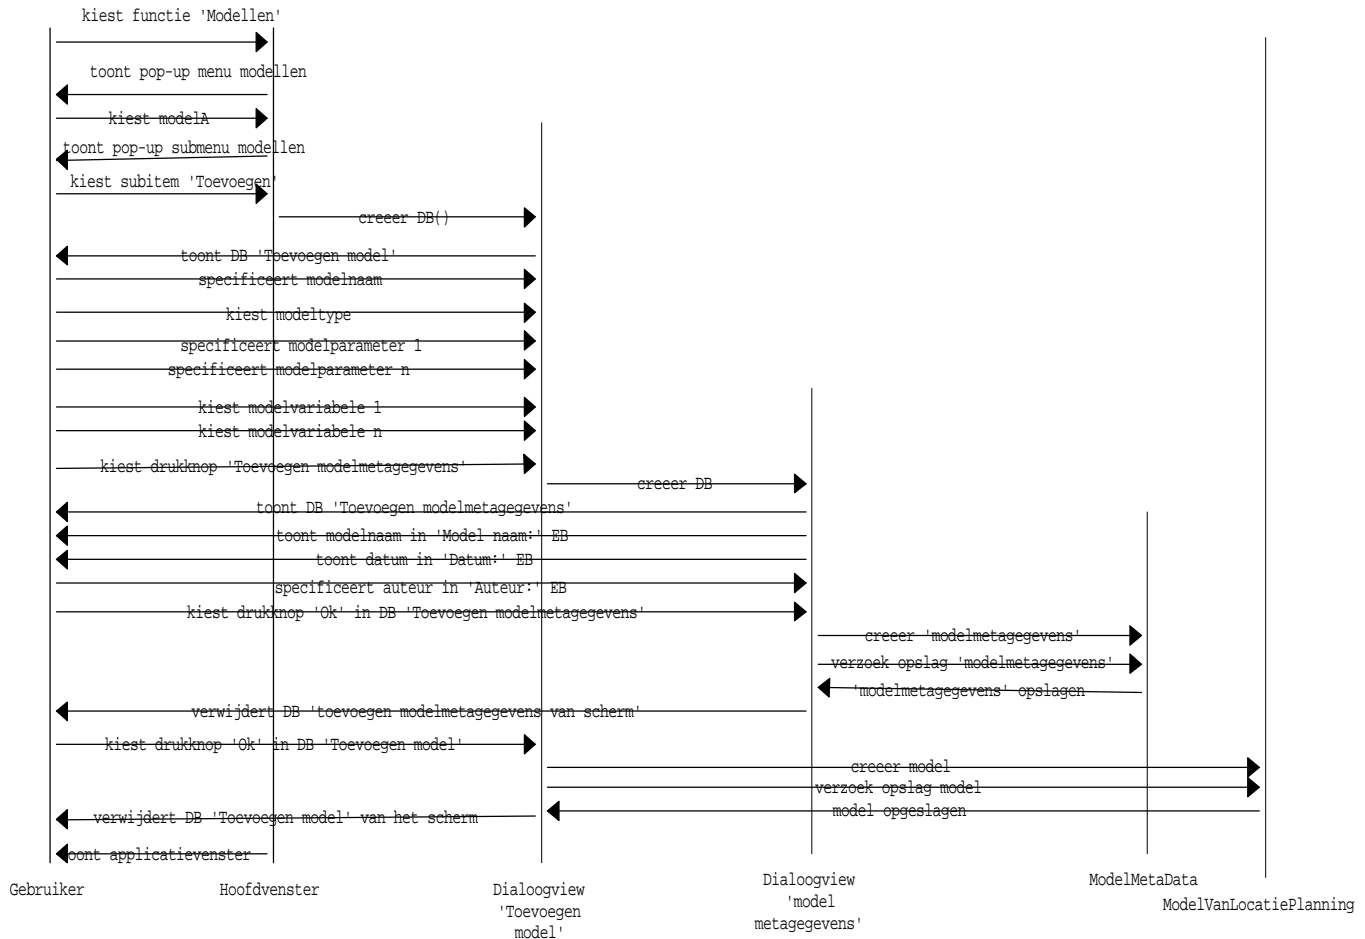 kiest functie 'Modellen'
toont pop-up menu modellen
kiest modelA
toont pop-up submenu modellen
kiest subitem 'Toevoegen'
creeer DB()
toont DB 'Toevoegen model'
specificeert modelnaam
kiest modeltype
specificeert modelparameter 1
specificeert modelparameter n
kiest modelvariabele 1
kiest modelvariabele n
kiest drukknop 'Toevoegen modelmetagegevens'
creeer DB
toont DB 'Toevoegen modelmetagegevens'
toont modelnaam in 'Model naam:' EB
toont datum in 'Datum:' EB
specificeert auteur in 'Auteur:' EB
kiest drukknop 'Ok' in DB 'Toevoegen modelmetagegevens'
creeer 'modelmetagegevens'
verzoek opslag 'modelmetagegevens'
'modelmetagegevens' opslagen
verwijdert DB 'toevoegen modelmetagegevens van scherm'
kiest drukknop 'Ok' in DB 'Toevoegen model'
creeer model
verzoek opslag model
model opgeslagen
verwijdert DB 'Toevoegen model' van het scherm
toont applicatievenster
Gebruiker
Hoofdvenster
Dialoogview
'Toevoegen
model'
Dialoogview
'model
metagegevens'
ModelMetaData
ModelVanLocatiePlanning